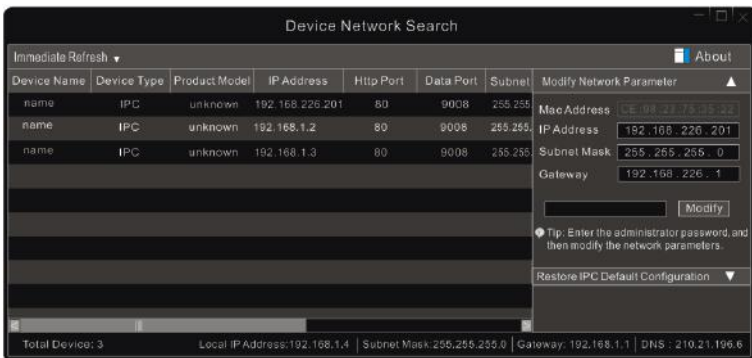 Device Network Search
Immediate Refresh
About
Device Name Device Type Product Model IP Address Http Port Data Port Subnet
name IPC unknown 192.168.226.201 80 9008 255.255
name IPC unknown 192.168.1.2 80 9008 255.255.
name IPC unknown 192.168.1.3 80 9008 255.255.
Modify Network Parameter
Mac Address
IP Address 192.168.226.201
Subnet Mask 255.255.255.0
Gateway 192.168.226.1
Modify
Tip: Enter the administrator password, and
then modify the network parameters.
Restore IPC Default Configuration
Total Device: 3 Local IP Address:192.168.1.4 Subnet Mask:255.255.255.0 Gateway: 192.168.1.1 DNS : 210.21.196.6